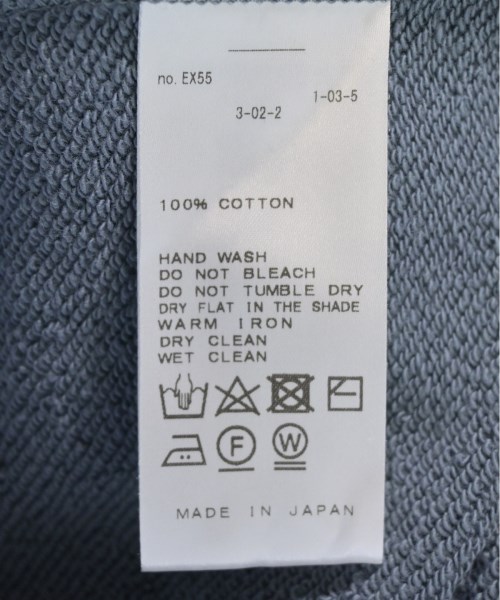 no. EX55
1-03-5
3-02-2
100% COTTON
HAND WASH
DO NOT BLEACH
DO NOT TUMBLE DRY
DRY FLAT IN THE SHADE
WARM IRON
DRY CLEAN
WET CLEAN
F W
MADE IN JAPAN